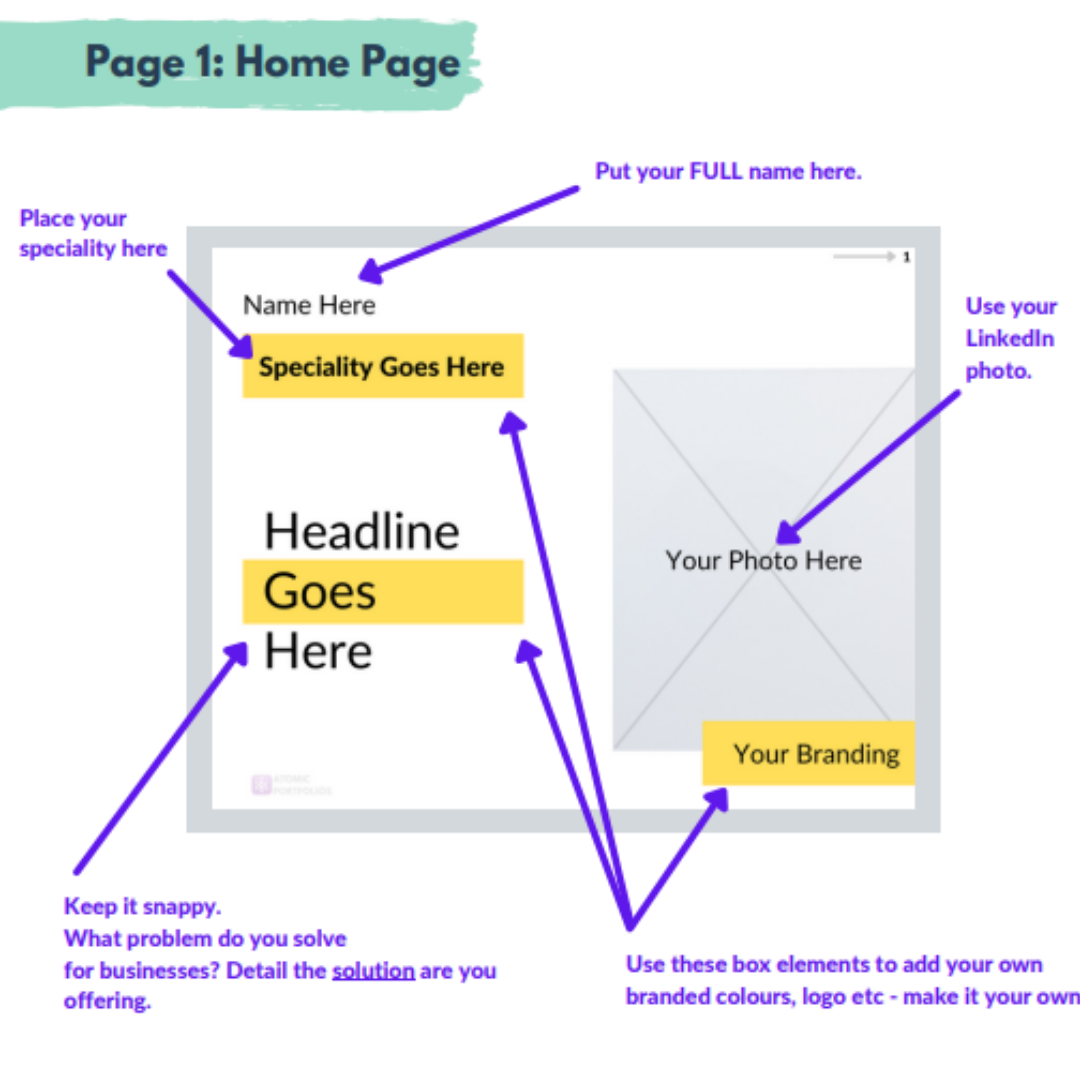 Page 1: Home Page
Put your FULL name here.
Place your
speciality here
1
Name Here
Speciality Goes Here
Use your
LinkedIn
photo.
Headline
Goes
Here
Your Photo Here
Your Branding
ATOMIC
PORTFOLIOS
Keep it snappy.
What problem do you solve
for businesses? Detail the solution are you
offering.
Use these box elements to add your own
branded colours, logo etc - make it your own